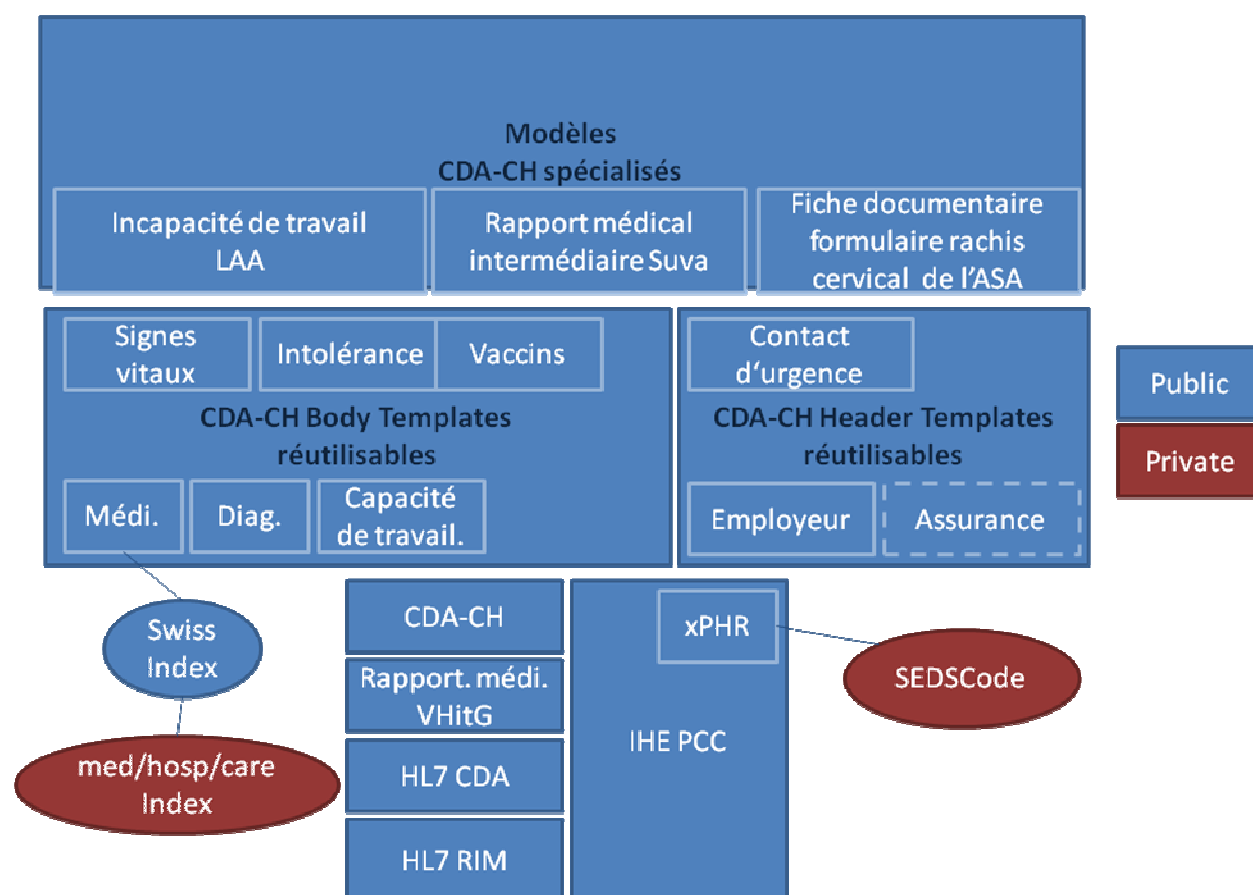 Modèles
CDA-CH spécialisés
Incapacité de travail
LAA
Rapport médical
intermédiaire Suva
Fiche documentaire
formulaire rachis
cervical de l’ASA
Signes
vitaux
Intolérance
Vaccins
CDA-CH Body Templates
réutilisables
Médi.
Diag.
Capacité
de travail.
Contact
d‘urgence
CDA-CH Header Templates
réutilisables
Employeur
Assurance
Public
Private
Swiss
Index
med/hosp/care
Index
CDA-CH
Rapport. médi.
VHitG
HL7 CDA
HL7 RIM
xPHR
IHE PCC
SEDSCode